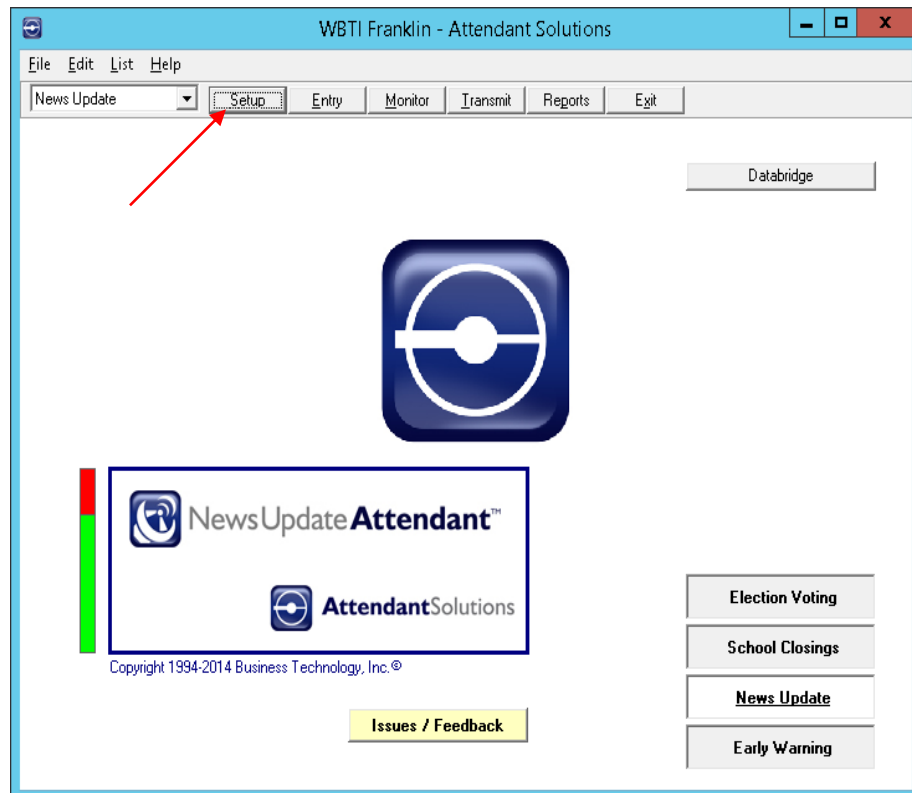 WBTI Franklin - Attendant Solutions
File Edit List Help
News Update Setup Entry Monitor Transmit Reports Exit
Databridge
NewsUpdateAttendant™
AttendantSolutions
Copyright 1994-2014 Business Technology, Inc.©
Issues / Feedback
Election Voting
School Closings
News Update
Early Warning